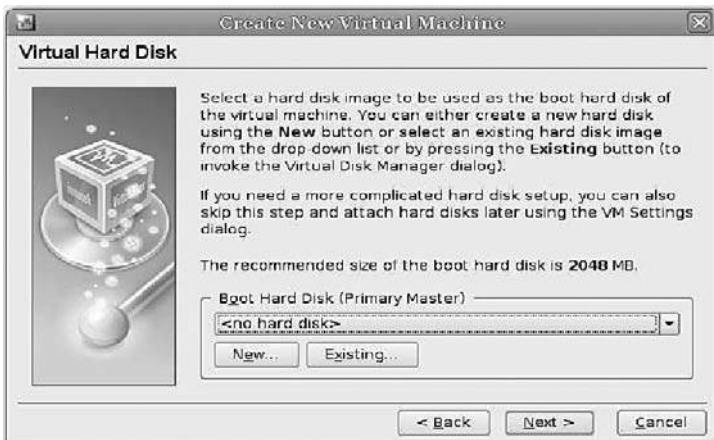 Create New Virtual Machine
Virtual Hard Disk
Select a hard disk image to be used as the boot hard disk of
the virtual machine. You can either create a new hard disk
using the New button or select an existing hard disk image
from the drop-down list or by pressing the Existing button (to
invoke the Virtual Disk Manager dialog).
If you need a more complicated hard disk setup, you can also
skip this step and attach hard disks later using the VM Settings
dialog.
The recommended size of the boot hard disk is 2048 MB.
Boot Hard Disk (Primary Master)
<no hard disk>
New...
Existing...
< Back
Next >
Cancel